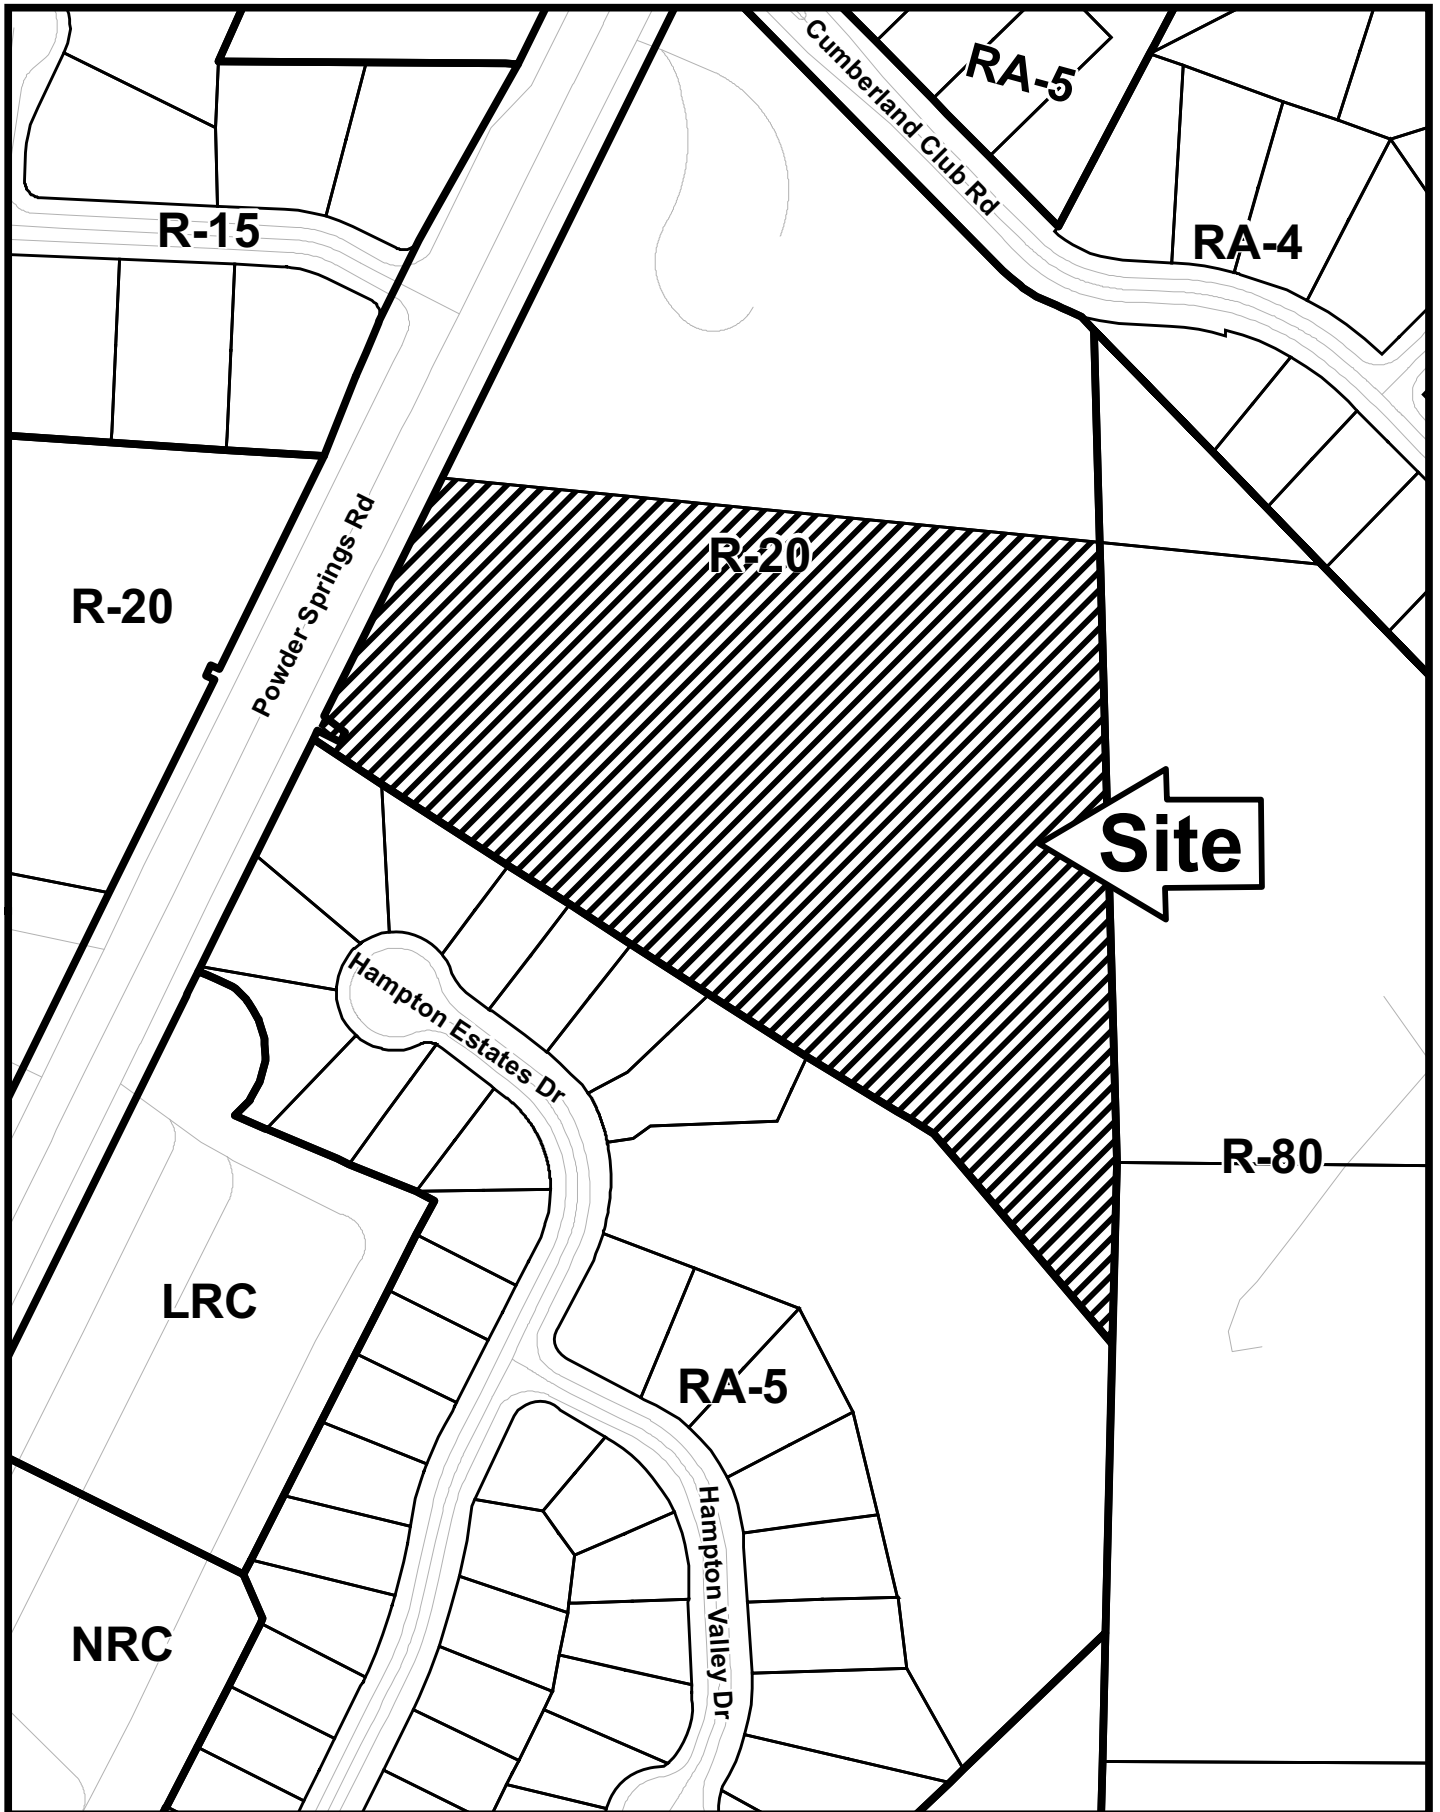 Cumberland Club Rd
RA-5
R-15
RA-4
Powder Springs Rd
R-20
R-20
Site
Hampton Estates Dr
R-80
LRC
RA-5
Hampton Valley Dr
NRC